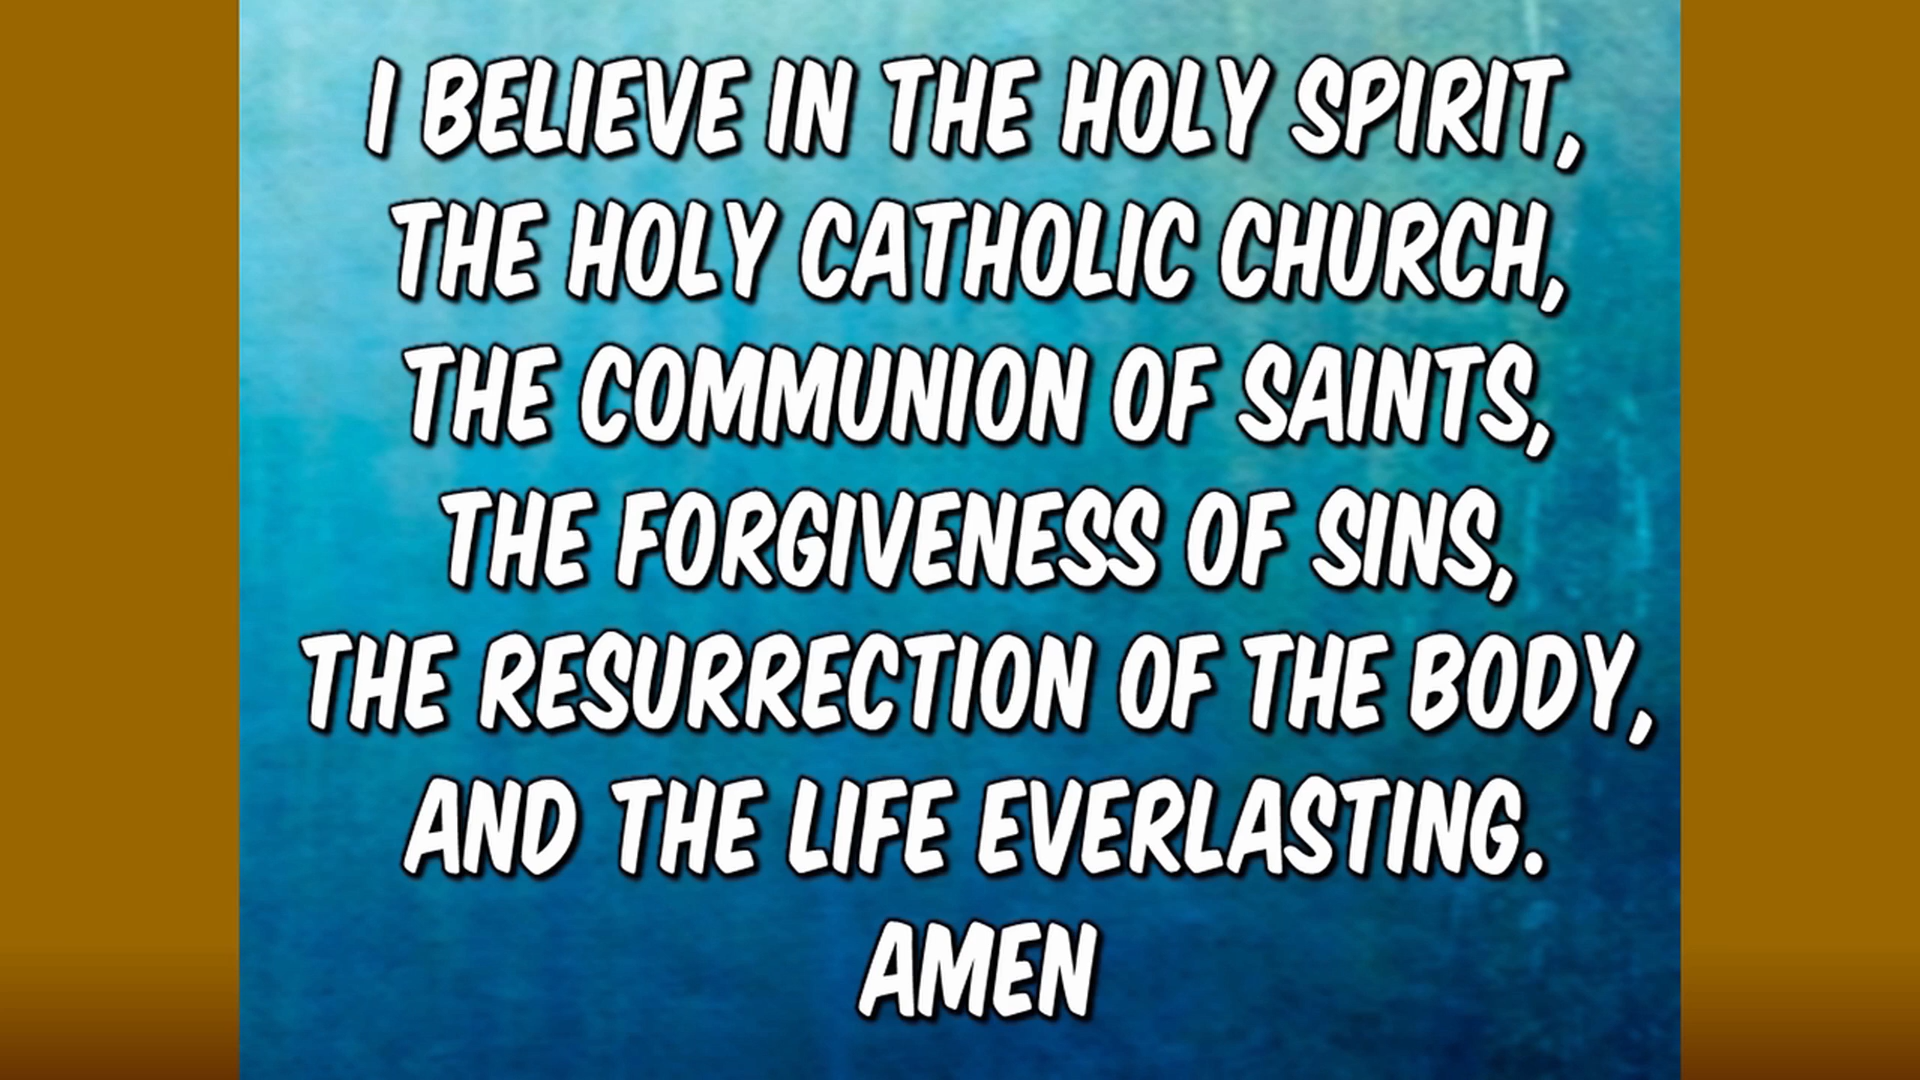 I BELIEVE IN THE HOLY SPIRIT,
THE HOLY CATHOLIC CHURCH,
THE COMMUNION OF SAINTS,
THE FORGIVENESS OF SINS,
THE RESURRECTION OF THE BODY,
AND THE LIFE EVERLASTING.
AMEN